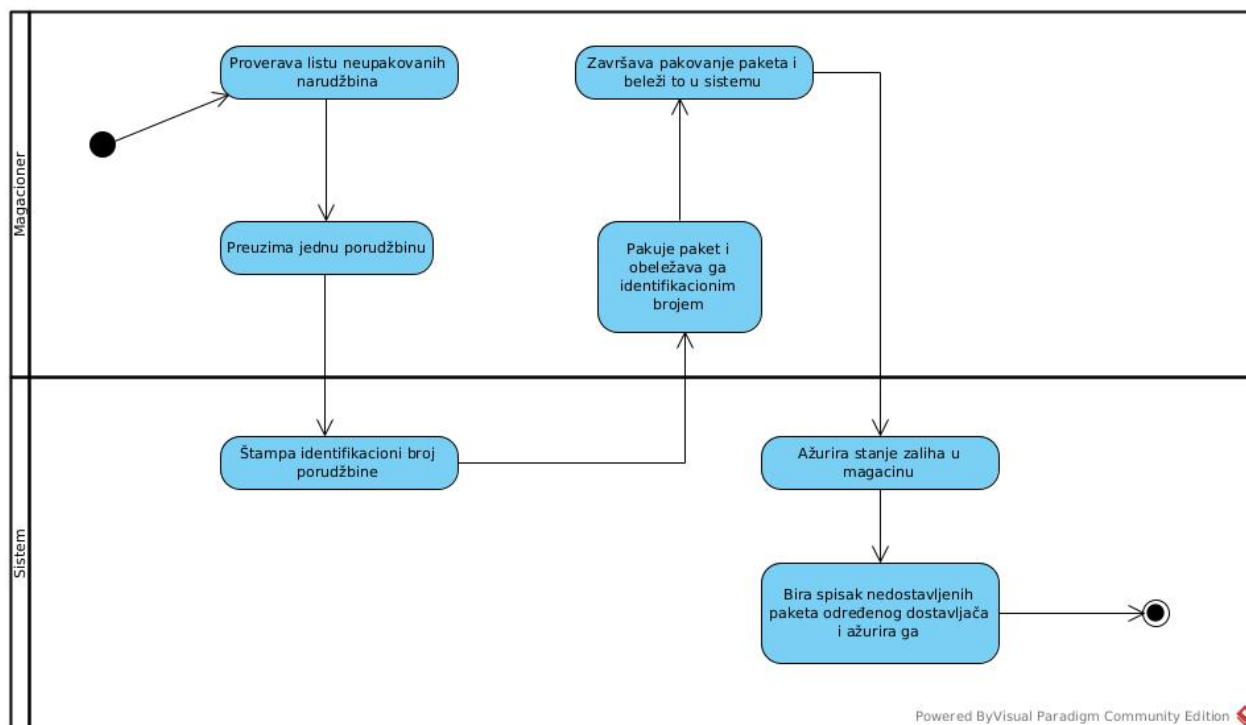 Magacioner
Proverava listu neupakovanih
narudžbina
Preuzima jednu porudžbinu
Završava pakovanje paketa i
beleži to u sistemu
Pakuje paket i
obeležava ga
identifikacionim
brojem
Sistem
Štampa identifikacioni broj
porudžbine
Ažurira stanje zaliha u
magacinu
Bira spisak nedostavljenih
paketa određenog dostavljača
i ažurira ga
Powered ByVisual Paradigm Community Edition